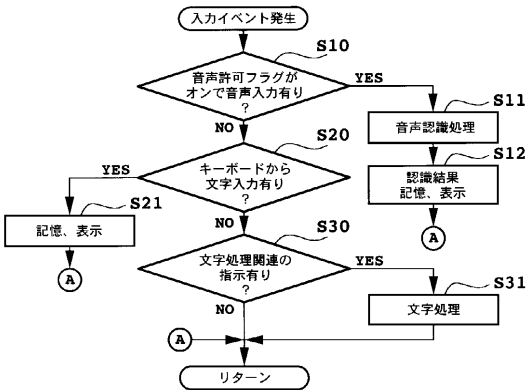 入力イベント発生
S10
音声許可フラグが
オンで音声入力有り
?
YES
S11
音声認識処理
NO
S20
S12
キーボードから
文字入力有り
?
YES
認識結果
記憶、表示
A
S21
記憶、表示
A
NO
S30
文字処理関連の
指示有り
?
YES
S31
文字処理
NO
A
リターン